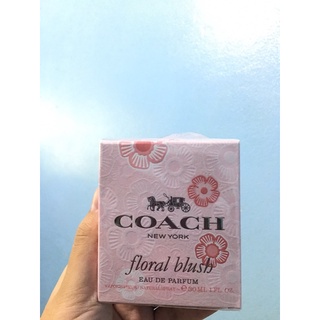 COACH
NEW YORK
floral blush
EAU DE PARFUM